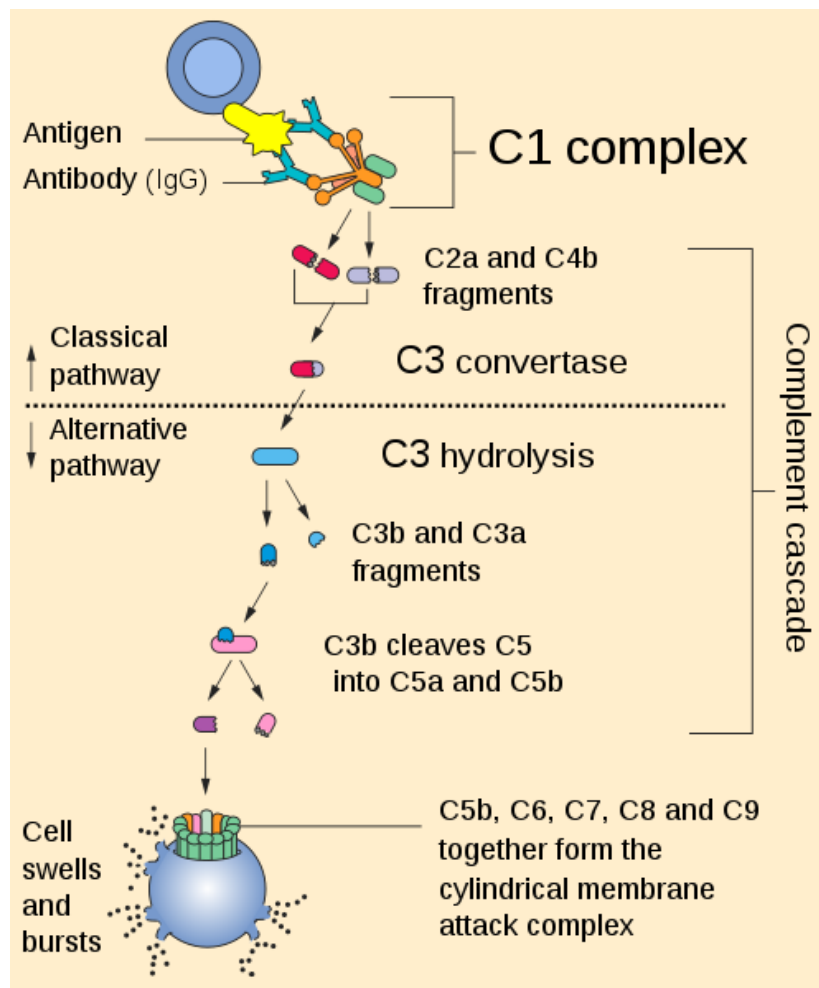 Antigen
Antibody (IgG)
C1 complex
C2a and C4b
fragments
Classical
pathway
C3 convertase
Alternative
pathway
C3 hydrolysis
C3b and C3a
fragments
C3b cleaves C5
into C5a and C5b
Complement cascade
Cell
swells
and
bursts
C5b, C6, C7, C8 and C9
together form the
cylindrical membrane
attack complex